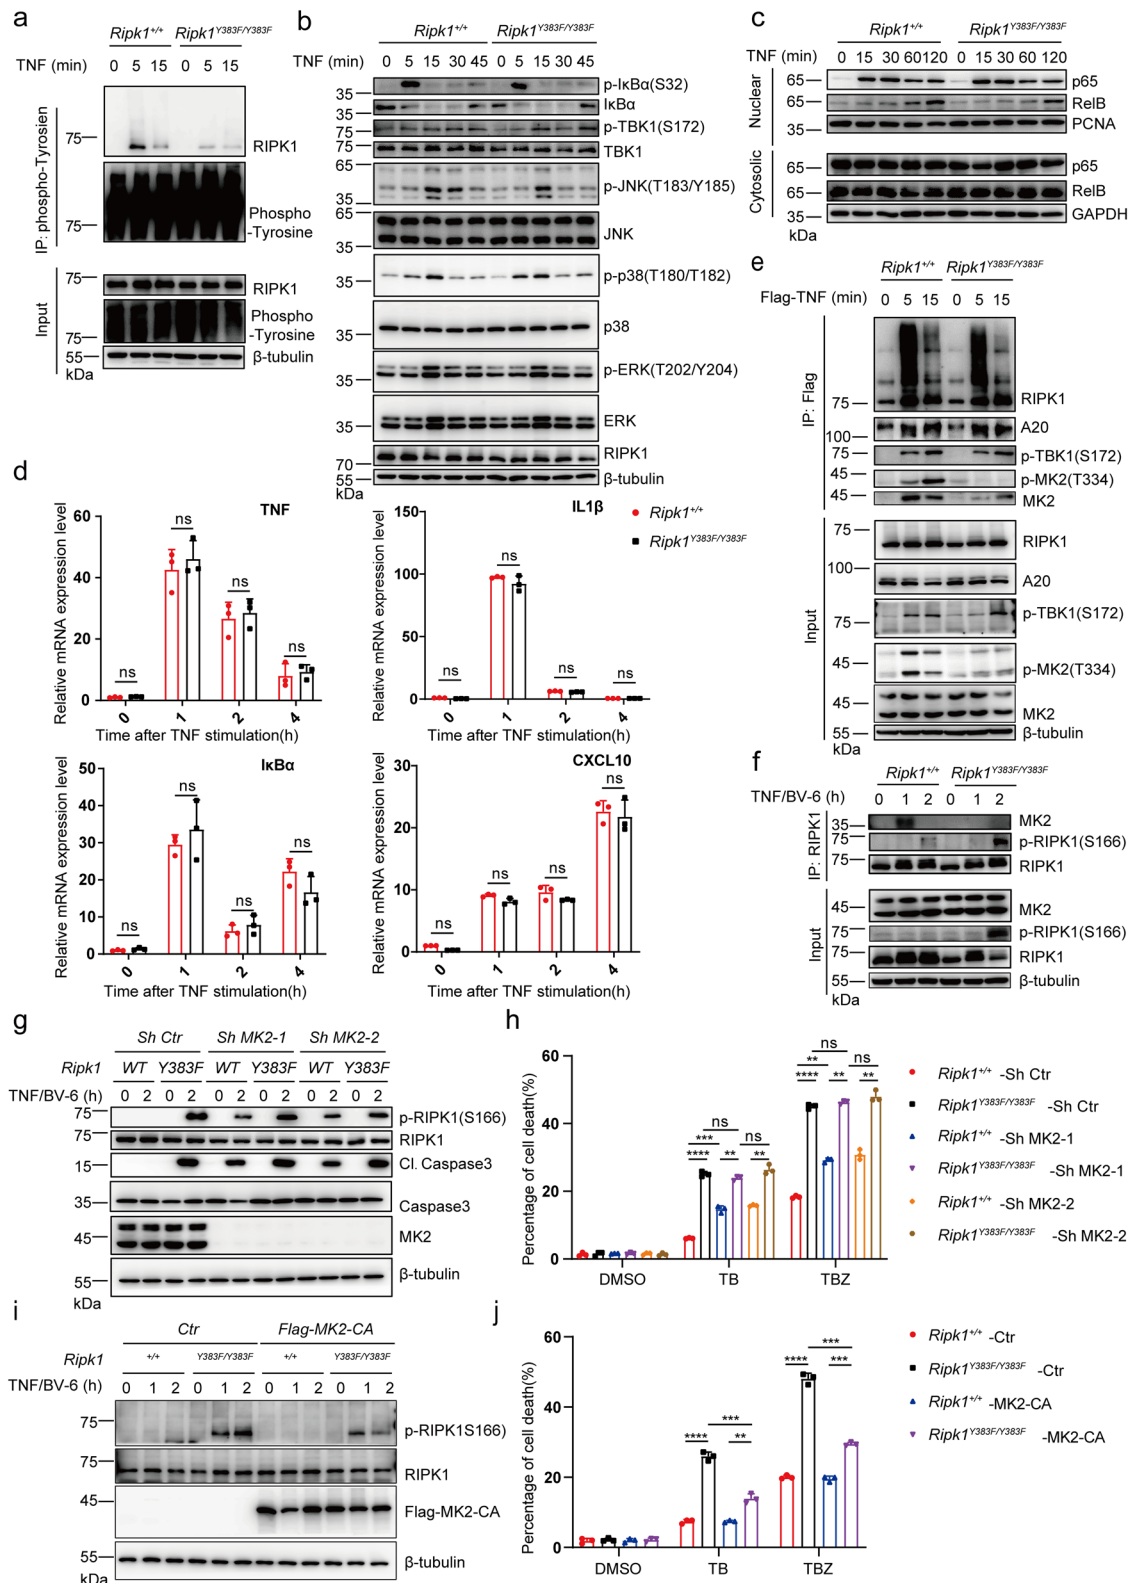 a
Ripk1+/+ Ripk1Y383F/Y383F
TNF (min) 0 5 15 0 5 15
IP: phospho-Tyrosien
75
RIPK1
75
Phospho
-Tyrosine
Input
RIPK1
75
Phospho
-Tyrosine
55
β-tubulin
kDa
b
Ripk1+/+ Ripk1Y383F/Y383F
TNF (min) 0 5 15 30 45 0 5 15 30 45
35
p-IκBα(S32)
35
IκBα
75
p-TBK1(S172)
75
TBK1
65
p-JNK(T183/Y185)
35
65
JNK
35
p-p38(T180/T182)
35
p38
35
p-ERK(T202/Y204)
35
ERK
35
RIPK1
70
55
β-tubulin
kDa
c
Ripk1+/+ Ripk1Y383F/Y383F
TNF (min) 0 15 30 60 120 0 15 30 60 120
Nuclear
65 p65
65 RelB
35 PCNA
Cytosolic
65 p65
65 RelB
35 GAPDH
kDa
d
TNF
Relative mRNA expression level
60
40
20
0
ns ns ns ns
0 1 2 4
Time after TNF stimulation(h)
IL1β
Relative mRNA expression level
150
100
50
0
ns ns ns ns
0 1 2 4
Time after TNF stimulation(h)
Ripk1+/+
Ripk1Y383F/Y383F
IκBα
Relative mRNA expression level
50
40
30
20
10
0
ns ns ns ns
0 1 2 4
Time after TNF stimulation(h)
CXCL10
Relative mRNA expression level
30
20
10
0
ns ns ns ns
0 1 2 4
Time after TNF stimulation(h)
e
Ripk1+/+ Ripk1Y383F/Y383F
Flag-TNF (min) 0 5 15 0 5 15
IP: Flag
75 RIPK1
100 A20
75 p-TBK1(S172)
45 p-MK2(T334)
45 MK2
Input
75 RIPK1
100
A20
75 p-TBK1(S172)
45 p-MK2(T334)
45 MK2
55 β-tubulin
kDa
f
Ripk1+/+ Ripk1Y383F/Y383F
TNF/BV-6 (h) 0 1 2 0 1 2
IP: RIPK1
35 MK2
75 p-RIPK1(S166)
75 RIPK1
Input
45 MK2
75 p-RIPK1(S166)
75 RIPK1
55 β-tubulin
kDa
g
Sh Ctr Sh MK2-1 Sh MK2-2
Ripk1 WT Y383F WT Y383F WT Y383F
TNF/BV-6 (h) 0 2 0 2 0 2 0 2 0 2 0 2
75 p-RIPK1(S166)
75 RIPK1
15 Cl. Caspase3
35 Caspase3
45 MK2
55 β-tubulin
kDa
h
Percentage of cell death(%)
60
40
20
0
ns
*** ns
**** ** **
ns
** ns
**** ** **
DMSO TB TBZ
Ripk1+/+ -Sh Ctr
Ripk1Y383F/Y383F -Sh Ctr
Ripk1+/+ -Sh MK2-1
Ripk1Y383F/Y383F -Sh MK2-1
Ripk1+/+ -Sh MK2-2
Ripk1Y383F/Y383F -Sh MK2-2
i
Ctr Flag-MK2-CA
Ripk1 +/+ Y383F/Y383F +/+ Y383F/Y383F
TNF/BV-6 (h) 0 1 2 0 1 2 0 1 2 0 1 2
75 p-RIPK1S166)
75 RIPK1
45 Flag-MK2-CA
55 β-tubulin
kDa
j
Percentage of cell death(%)
60
40
20
0
***
**** **
***
**** ***
DMSO TB TBZ
Ripk1+/+ -Ctr
Ripk1Y383F/Y383F -Ctr
Ripk1+/+ -MK2-CA
Ripk1Y383F/Y383F -MK2-CA